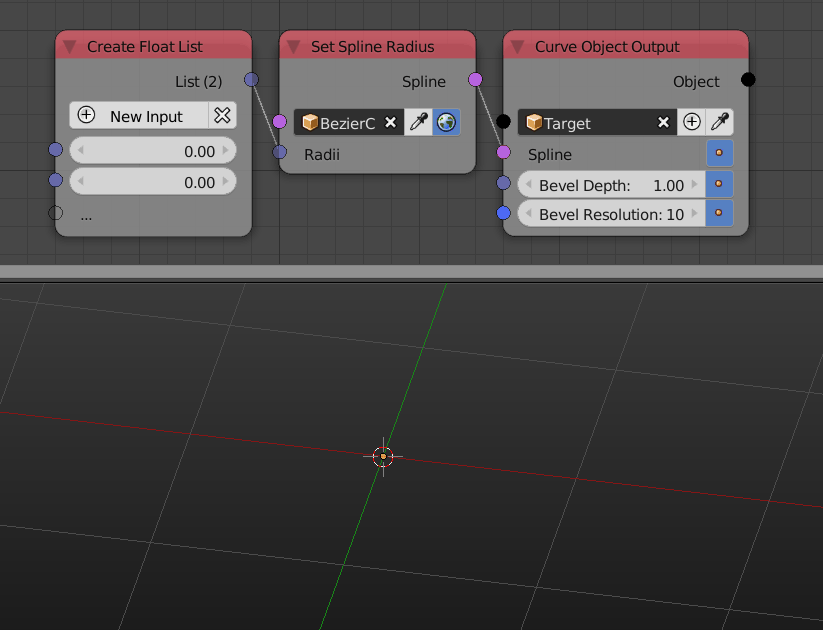 Create Float List
List (2)
New Input
0.00
0.00
...
Set Spline Radius
Spline
BezierC
Radii
Curve Object Output
Object
Target
Spline
Bevel Depth: 1.00
Bevel Resolution: 10